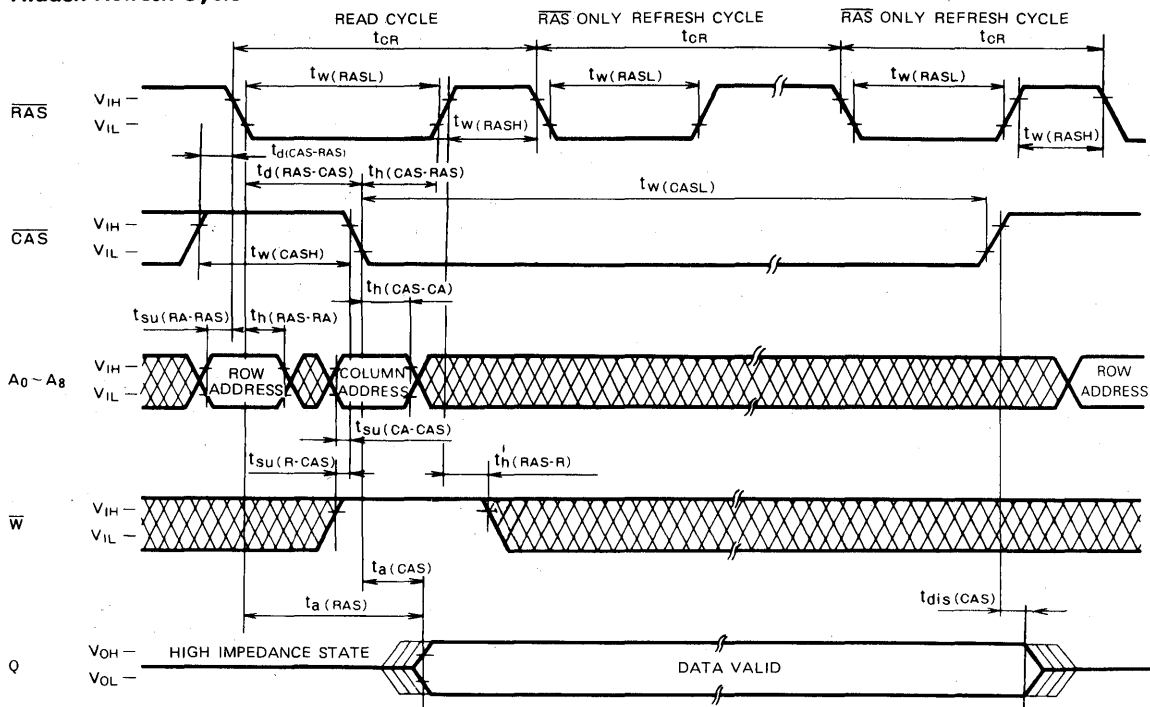 Hidden Refresh Cycle
READ CYCLE
R̅A̅S̅ ONLY REFRESH CYCLE
R̅A̅S̅ ONLY REFRESH CYCLE
tCR
tCR
tCR
tw(RASL)
tw(RASL)
tw(RASL)
R̅A̅S̅
VIH
VIL
tw(RASH)
tw(RASH)
td(CAS-RAS)
td(RAS-CAS)
th(CAS-RAS)
tw(CASL)
C̅A̅S̅
VIH
VIL
tw(CASH)
th(CAS-CA)
tsu(RA-RAS)
th(RAS-RA)
A0~A8
VIH
VIL
ROW
ADDRESS
COLUMN
ADDRESS
ROW
ADDRESS
tsu(CA-CAS)
tsu(R-CAS)
th(RAS-R)
W̅
VIH
VIL
ta(CAS)
ta(RAS)
tdis(CAS)
Q
VOH
VOL
HIGH IMPEDANCE STATE
DATA VALID